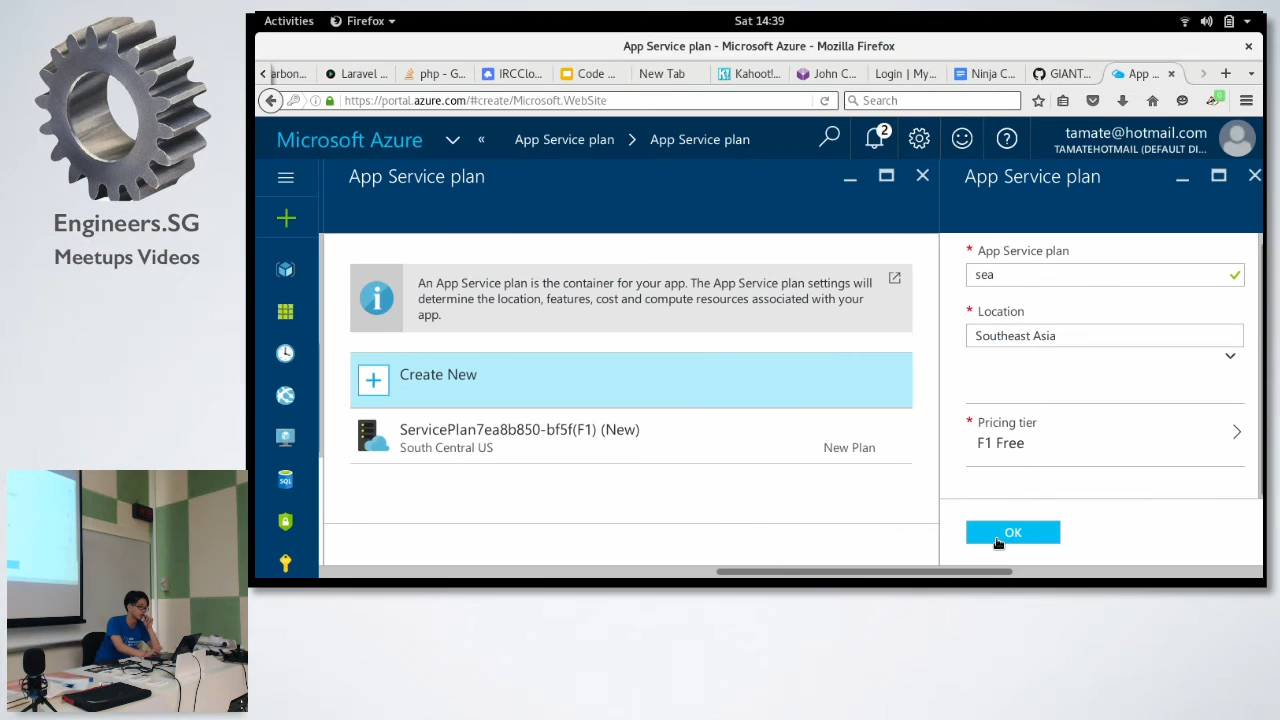 Engineers.SG
Meetups Videos
Activities
Firefox
Sat 14:39
App Service plan - Microsoft Azure - Mozilla Firefox
arbon...
Laravel ...
php - G...
IRCClo...
Code ...
New Tab
Kahoot!...
John C...
Login | My...
Ninja C...
GIANT...
App ...
https://portal.azure.com/#create/Microsoft.WebSite
Search
0
Microsoft Azure
App Service plan
App Service plan
2
tamate@hotmail.com
TAMATEHOTMAIL (DEFAULT DI...
App Service plan
An App Service plan is the container for your app. The App Service plan settings will
determine the location, features, cost and compute resources associated with your
app.
Create New
ServicePlan7ea8b850-bf5f(F1) (New)
South Central US
New Plan
App Service plan
* App Service plan
sea
* Location
Southeast Asia
* Pricing tier
F1 Free
OK
SQL